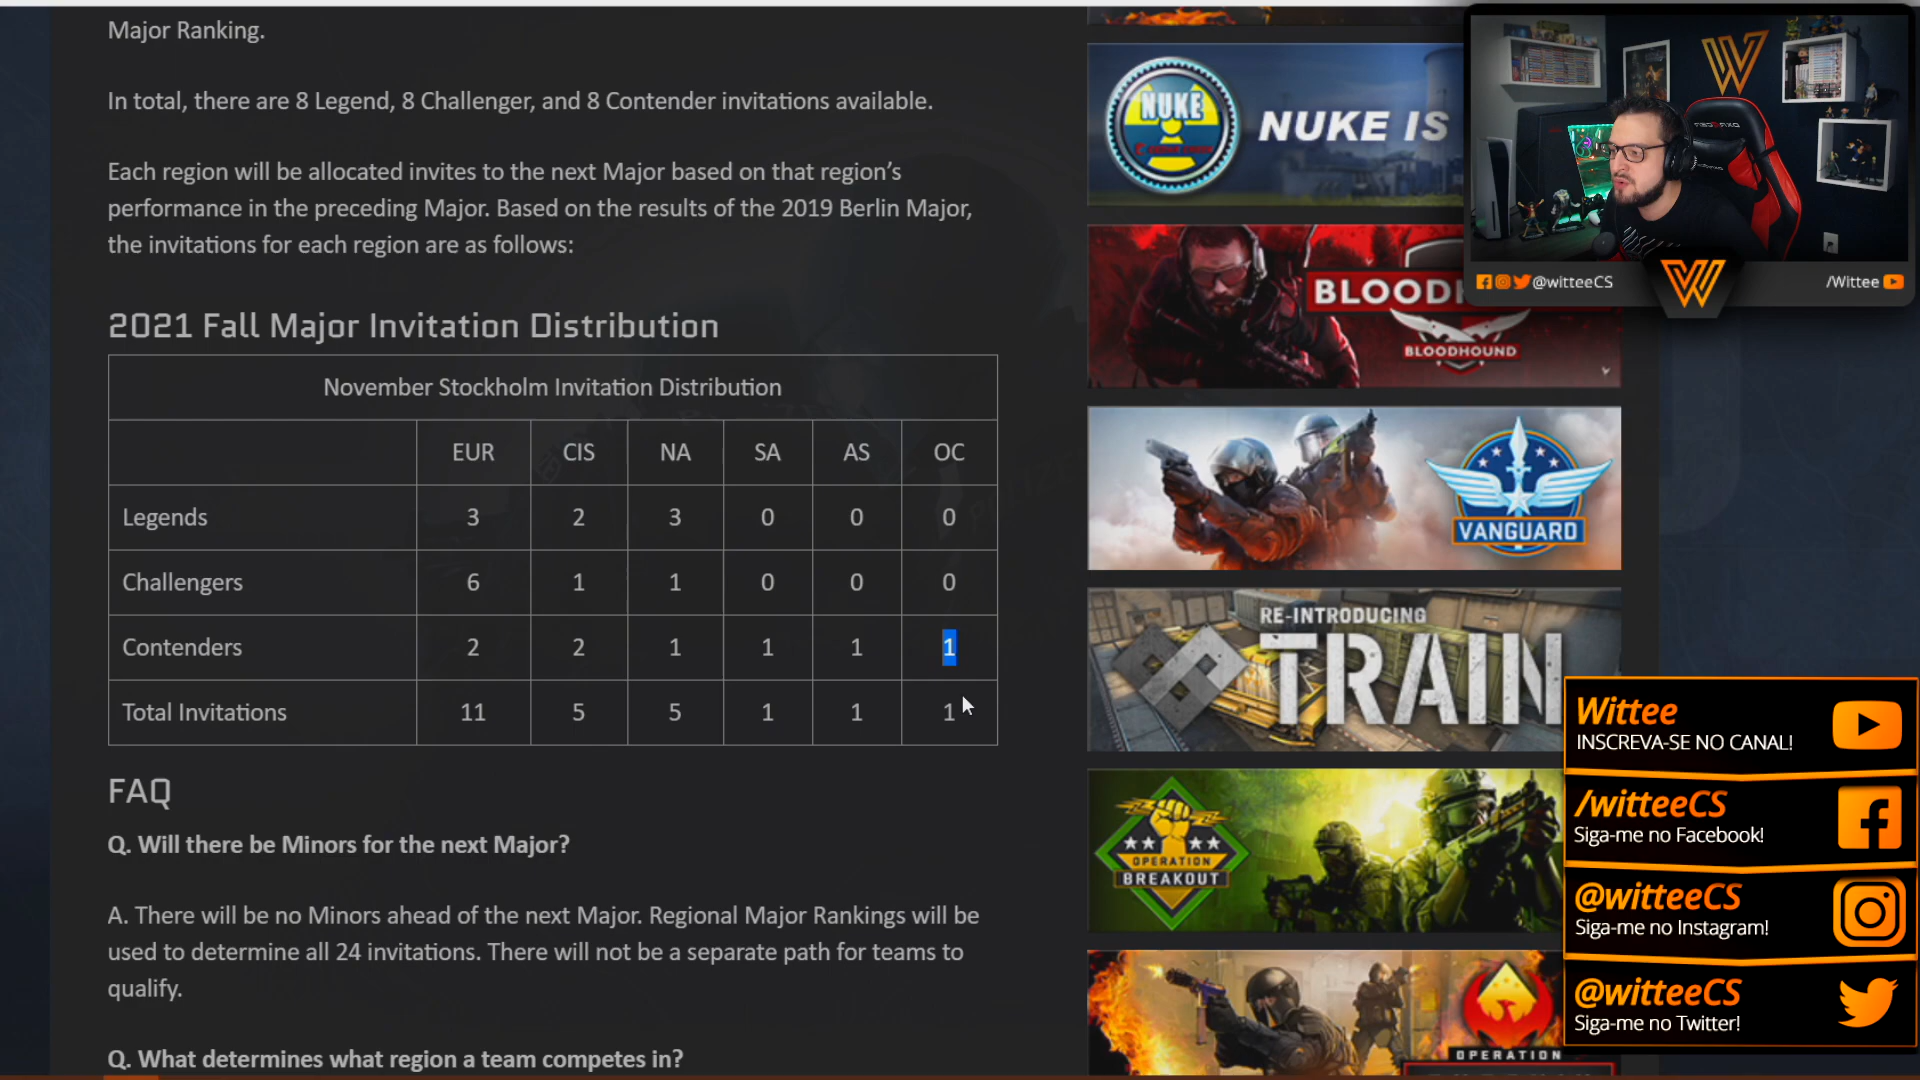 Major Ranking.
In total, there are 8 Legend, 8 Challenger, and 8 Contender invitations available.
Each region will be allocated invites to the next Major based on that region's
performance in the preceding Major. Based on the results of the 2019 Berlin Major,
the invitations for each region are as follows:
2021 Fall Major Invitation Distribution
November Stockholm Invitation Distribution
EUR CIS NA SA AS OC
Legends 3 2 3 0 0 0
Challengers 6 1 1 0 0 0
Contenders 2 2 1 1 1 1
Total Invitations 11 5 5 1 1 1
FAQ
Q. Will there be Minors for the next Major?
A. There will be no Minors ahead of the next Major. Regional Major Rankings will be
used to determine all 24 invitations. There will not be a separate path for teams to
qualify.
Q. What determines what region a team competes in?
NUKE
NUKE IS
BLOODH
BLOODHOUND
VANGUARD
RE-INTRODUCING
TRAIN
OPERATION
BREAKOUT
OPERATION
@witteeCS
/Wittee
Wittee
INSCREVA-SE NO CANAL!
/witteeCS
Siga-me no Facebook!
@witteeCS
Siga-me no Instagram!
@witteeCS
Siga-me no Twitter!